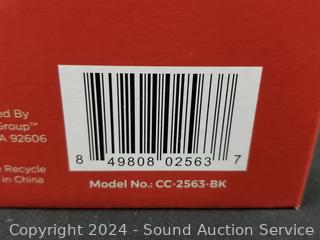 ed By
Group™
A 92606
e Recycle
in China
8 49808 02563 7
Model No.: CC-2563-BK
Copyright 2024 - Sound Auction Service